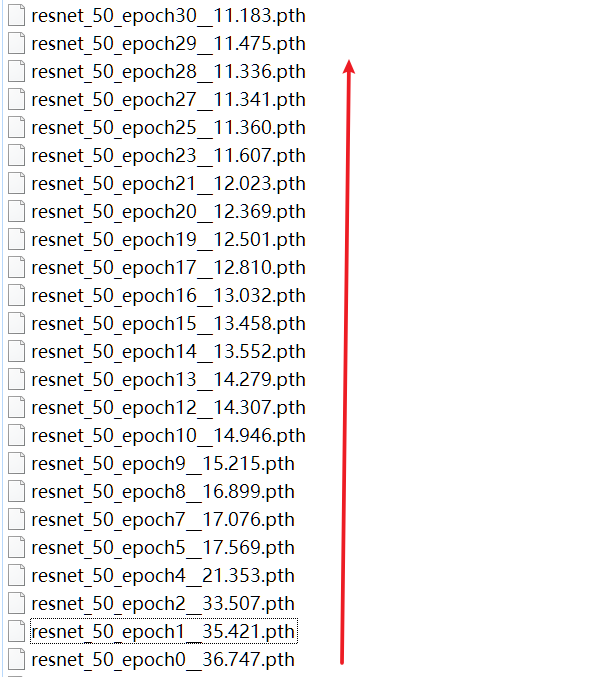 resnet_50_epoch30__11.183.pth
resnet_50_epoch29__11.475.pth
resnet_50_epoch28__11.336.pth
resnet_50_epoch27__11.341.pth
resnet_50_epoch25__11.360.pth
resnet_50_epoch23__11.607.pth
resnet_50_epoch21__12.023.pth
resnet_50_epoch20__12.369.pth
resnet_50_epoch19__12.501.pth
resnet_50_epoch17__12.810.pth
resnet_50_epoch16__13.032.pth
resnet_50_epoch15__13.458.pth
resnet_50_epoch14__13.552.pth
resnet_50_epoch13__14.279.pth
resnet_50_epoch12__14.307.pth
resnet_50_epoch10__14.946.pth
resnet_50_epoch9__15.215.pth
resnet_50_epoch8__16.899.pth
resnet_50_epoch7__17.076.pth
resnet_50_epoch5__17.569.pth
resnet_50_epoch4__21.353.pth
resnet_50_epoch2__33.507.pth
resnet_50_epoch1__35.421.pth
resnet_50_epoch0__36.747.pth